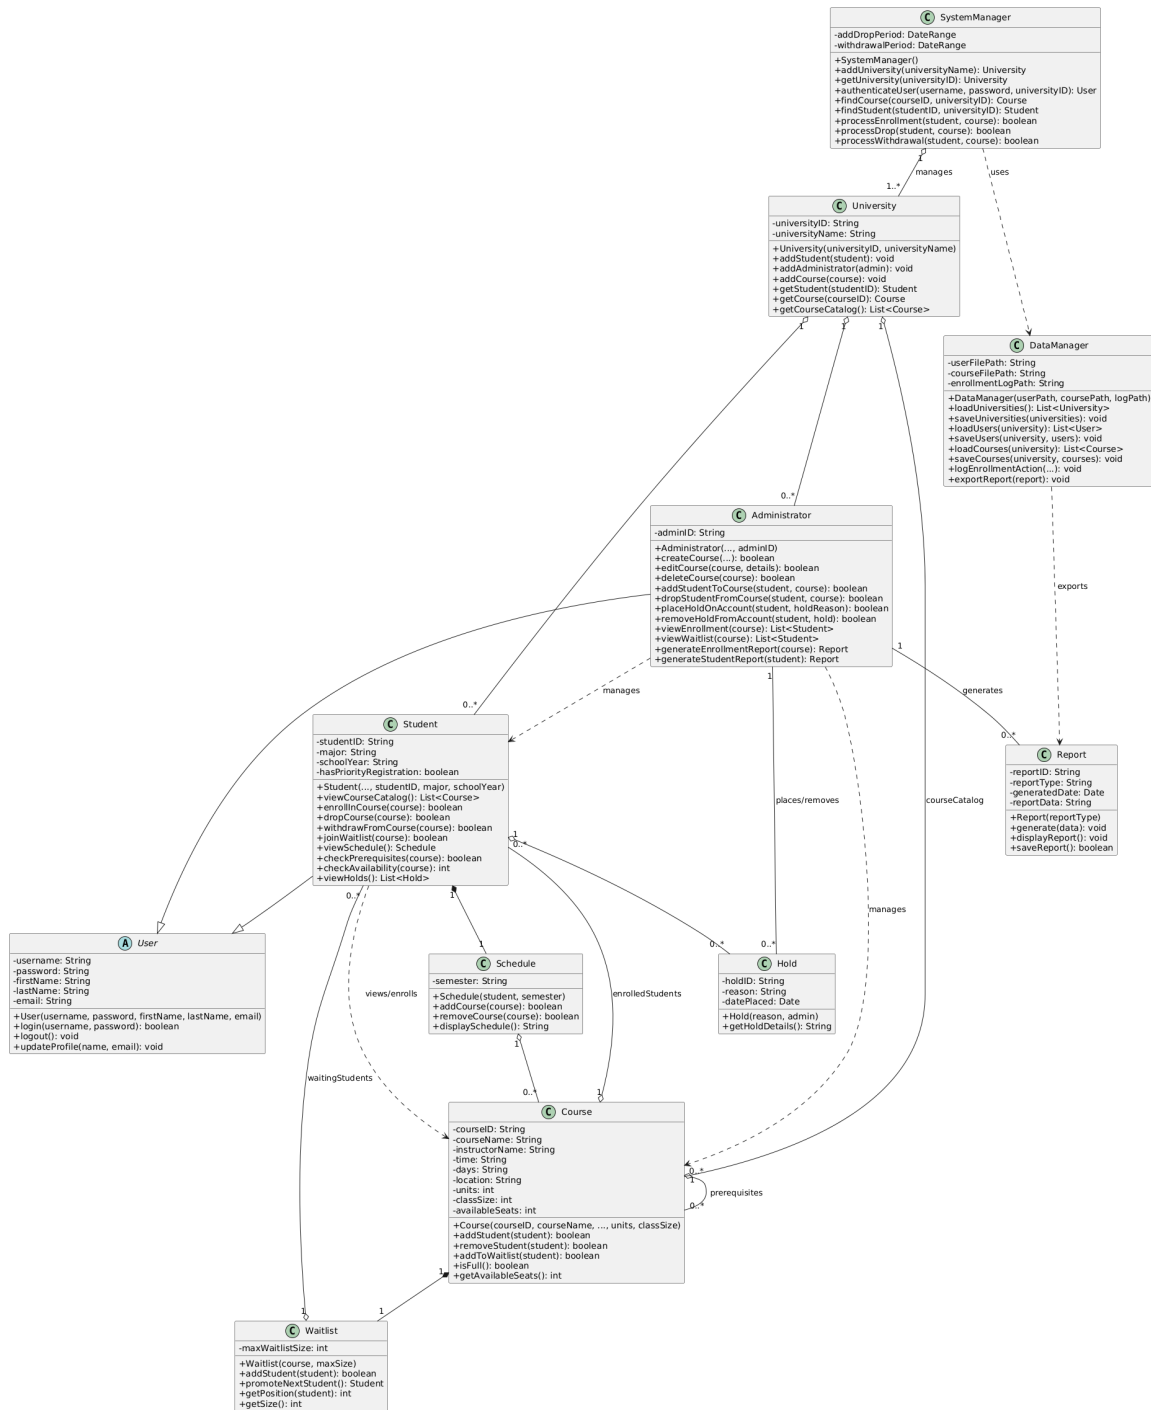 C SystemManager
-addDropPeriod: DateRange
-withdrawalPeriod: DateRange
+SystemManager()
+addUniversity(universityName): University
+getUniversity(universityID): University
+authenticateUser(username, password, universityID): User
+findCourse(courseID, universityID): Course
+findStudent(studentID, universityID): Student
+processEnrollment(student, course): boolean
+processDrop(student, course): boolean
+processWithdrawal(student, course): boolean
1
manages
uses
1..*
C University
-universityID: String
-universityName: String
+University(universityID, universityName)
+addStudent(student): void
+addAdministrator(admin): void
+addCourse(course): void
+getStudent(studentID): Student
+getCourse(courseID): Course
+getCourseCatalog(): List<Course>
1
1
1
C DataManager
-userFilePath: String
-courseFilePath: String
-enrollmentLogPath: String
+DataManager(userPath, coursePath, logPath)
+loadUniversities(): List<University>
+saveUniversities(universities): void
+loadUsers(university): List<User>
+saveUsers(university, users): void
+loadCourses(university): List<Course>
+saveCourses(university, courses): void
+logEnrollmentAction(...): void
+exportReport(report): void
0..*
C Administrator
-adminID: String
+Administrator(..., adminID)
+createCourse(...): boolean
+editCourse(course, details): boolean
+deleteCourse(course): boolean
+addStudentToCourse(student, course): boolean
+dropStudentFromCourse(student, course): boolean
+placeHoldOnAccount(student, holdReason): boolean
+removeHoldFromAccount(student, hold): boolean
+viewEnrollment(course): List<Student>
+viewWaitlist(course): List<Student>
+generateEnrollmentReport(course): Report
+generateStudentReport(student): Report
exports
1
1
manages
generates
0..*
0..*
C Student
-studentID: String
-major: String
-schoolYear: String
-hasPriorityRegistration: boolean
+Student(..., studentID, major, schoolYear)
+viewCourseCatalog(): List<Course>
+enrollInCourse(course): boolean
+dropCourse(course): boolean
+withdrawFromCourse(course): boolean
+joinWaitlist(course): boolean
+viewSchedule(): Schedule
+checkPrerequisites(course): boolean
+checkAvailability(course): int
+viewHolds(): List<Hold>
C Report
-reportID: String
-reportType: String
-generatedDate: Date
-reportData: String
+Report(reportType)
+generate(data): void
+displayReport(): void
+saveReport(): boolean
places/removes
courseCatalog
1
0..*
0..*
1
manages
A User
-username: String
-password: String
-firstName: String
-lastName: String
-email: String
+User(username, password, firstName, lastName, email)
+login(username, password): boolean
+logout(): void
+updateProfile(name, email): void
1
0..*
0..*
C Schedule
-semester: String
+Schedule(student, semester)
+addCourse(course): boolean
+removeCourse(course): boolean
+displaySchedule(): String
C Hold
-holdID: String
-reason: String
-datePlaced: Date
+Hold(reason, admin)
+getHoldDetails(): String
views/enrolls
enrolledStudents
waitingStudents
1
0..*
1
C Course
-courseID: String
-courseName: String
-instructorName: String
-time: String
-days: String
-location: String
-units: int
-classSize: int
-availableSeats: int
+Course(courseID, courseName, ..., units, classSize)
+addStudent(student): boolean
+removeStudent(student): boolean
+addToWaitlist(student): boolean
+isFull(): boolean
+getAvailableSeats(): int
0..*
1
prerequisites
0..*
1
1
1
C Waitlist
-maxWaitlistSize: int
+Waitlist(course, maxSize)
+addStudent(student): boolean
+promoteNextStudent(): Student
+getPosition(student): int
+getSize(): int